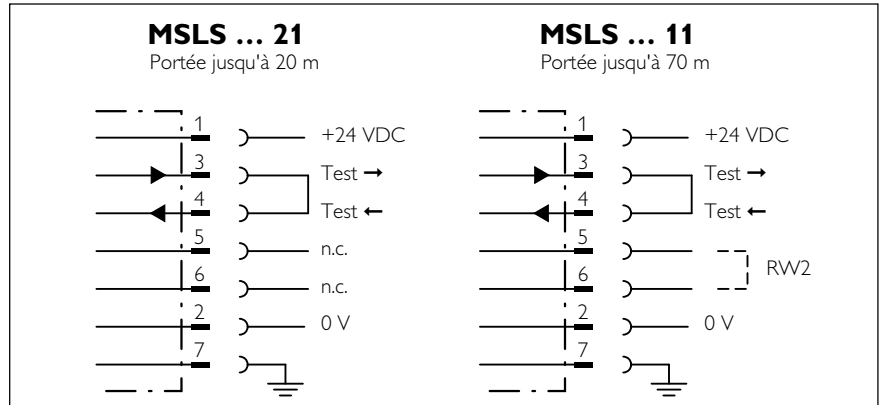 MSLS ... 21
Portée jusqu'à 20 m
1
+24 VDC
3
Test →
4
Test ←
5
n.c.
6
n.c.
2
0 V
7
MSLS ... 11
Portée jusqu'à 70 m
1
+24 VDC
3
Test →
4
Test ←
5
6
RW2
2
0 V
7